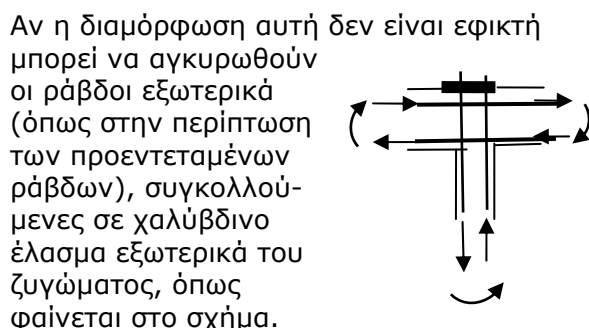 Αν η διαμόρφωση αυτή δεν είναι εφικτή
μπορεί να αγκυρωθούν
οι ράβδοι εξωτερικά
(όπως στην περίπτωση
των προεντεταμένων
ράβδων), συγκολλού-
μενες σε χαλύβδινο
έλασμα εξωτερικά του
ζυγώματος, όπως
φαίνεται στο σχήμα.